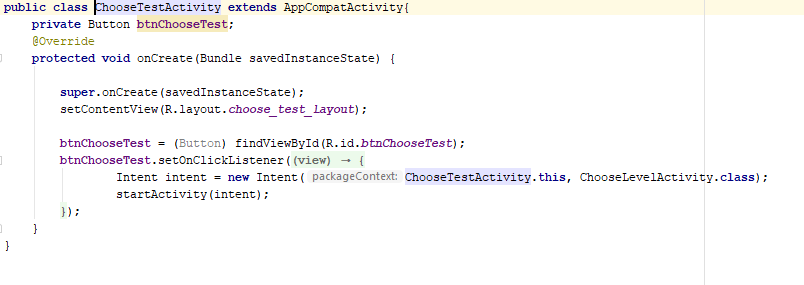 public class ChooseTestActivity extends AppCompatActivity{
private Button btnChooseTest;
@Override
protected void onCreate(Bundle savedInstanceState) {
super.onCreate(savedInstanceState);
setContentView(R.layout.choose_test_layout);
btnChooseTest = (Button) findViewById(R.id.btnChooseTest);
btnChooseTest.setOnClickListener((view) → {
Intent intent = new Intent( packageContext: ChooseTestActivity.this, ChooseLevelActivity.class);
startActivity(intent);
});
}
}